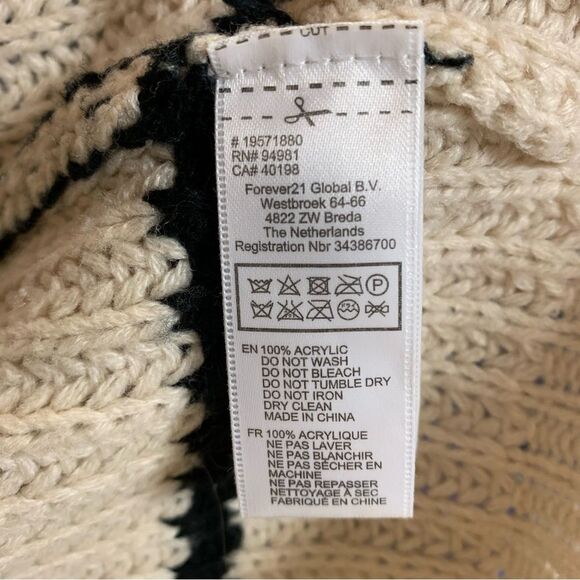 CUT
# 19571880
RN# 94981
CA# 40198
Forever21 Global B.V.
Westbroek 64-66
4822 ZW Breda
The Netherlands
Registration Nbr 34386700
P
EN 100% ACRYLIC
DO NOT WASH
DO NOT BLEACH
DO NOT TUMBLE DRY
DO NOT IRON
DRY CLEAN
MADE IN CHINA
FR 100% ACRYLIQUE
NE PAS LAVER
NE PAS BLANCHIR
NE PAS SÉCHER EN
MACHINE
NE PAS REPASSER
NETTOYAGE À SEC
FABRIQUÉ EN CHINE